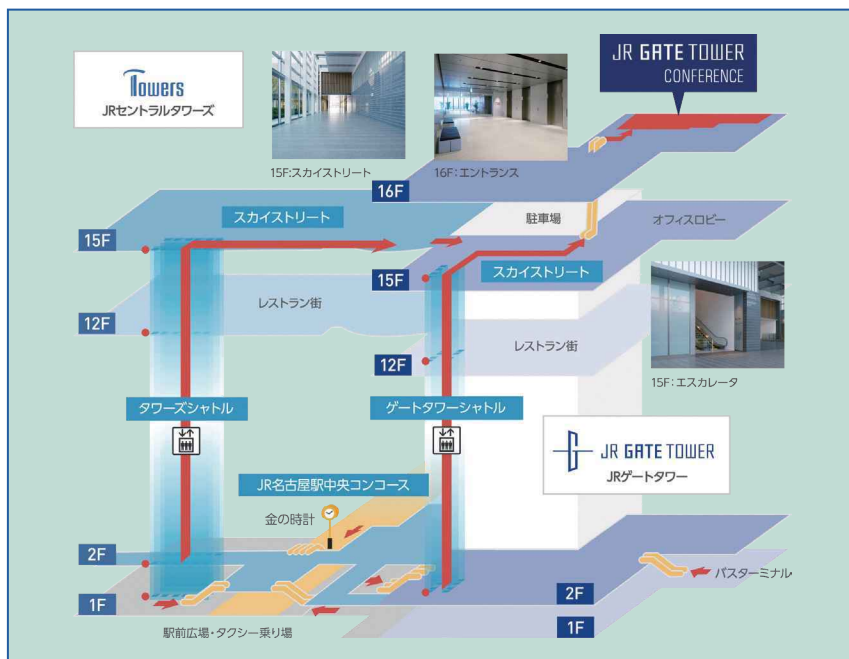 Towers
JRセントラルタワーズ
JR GATE TOWER
CONFERENCE
15F:スカイストリート
16F:エントランス
16F
スカイストリート
駐車場
オフィスロビー
15F
15F
スカイストリート
レストラン街
12F
レストラン街
12F
15F:エスカレータ
タワーズシャトル
ゲートタワーシャトル
JR GATE TOWER
JRゲートタワー
JR名古屋駅中央コンコース
金の時計
2F
バスターミナル
1F
2F
1F
駅前広場・タクシー乗り場